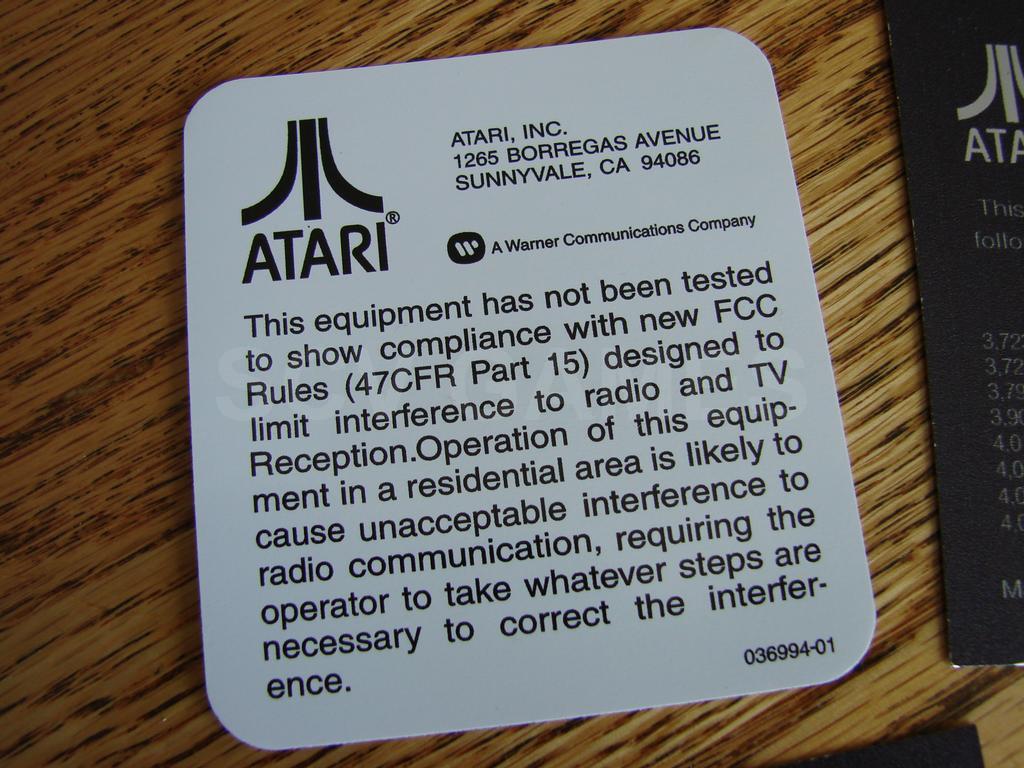 ATARI®
ATARI, INC.
1265 BORREGAS AVENUE
SUNNYVALE, CA 94086
A Warner Communications Company
This equipment has not been tested
to show compliance with new FCC
Rules (47CFR Part 15) designed to
limit interference to radio and TV
Reception.Operation of this equip-
ment in a residential area is likely to
cause unacceptable interference to
radio communication, requiring the
operator to take whatever steps are
necessary to correct the interfer-
ence.
036994-01
This